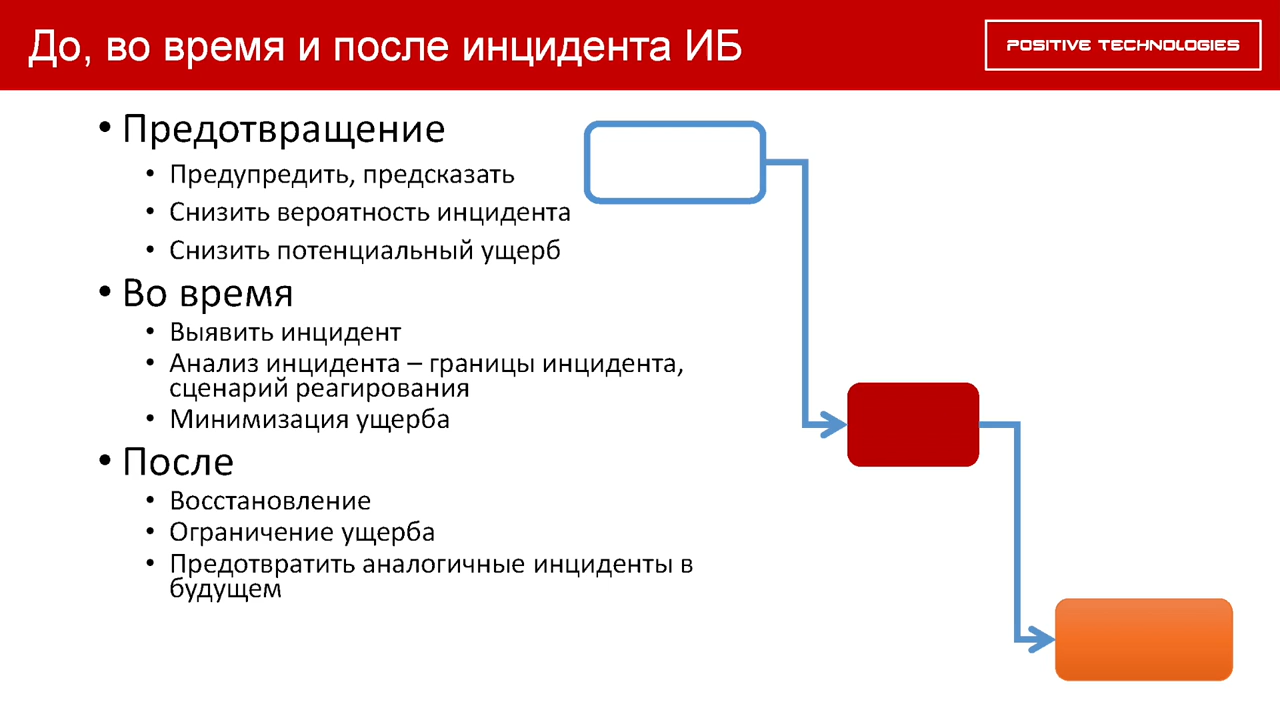 До, во время и после инцидента ИБ
POSITIVE TECHNOLOGIES
• Предотвращение
• Предупредить, предсказать
• Снизить вероятность инцидента
• Снизить потенциальный ущерб
• Во время
• Выявить инцидент
• Анализ инцидента – границы инцидента,
сценарий реагирования
• Минимизация ущерба
• После
• Восстановление
• Ограничение ущерба
• Предотвратить аналогичные инциденты в
будущем